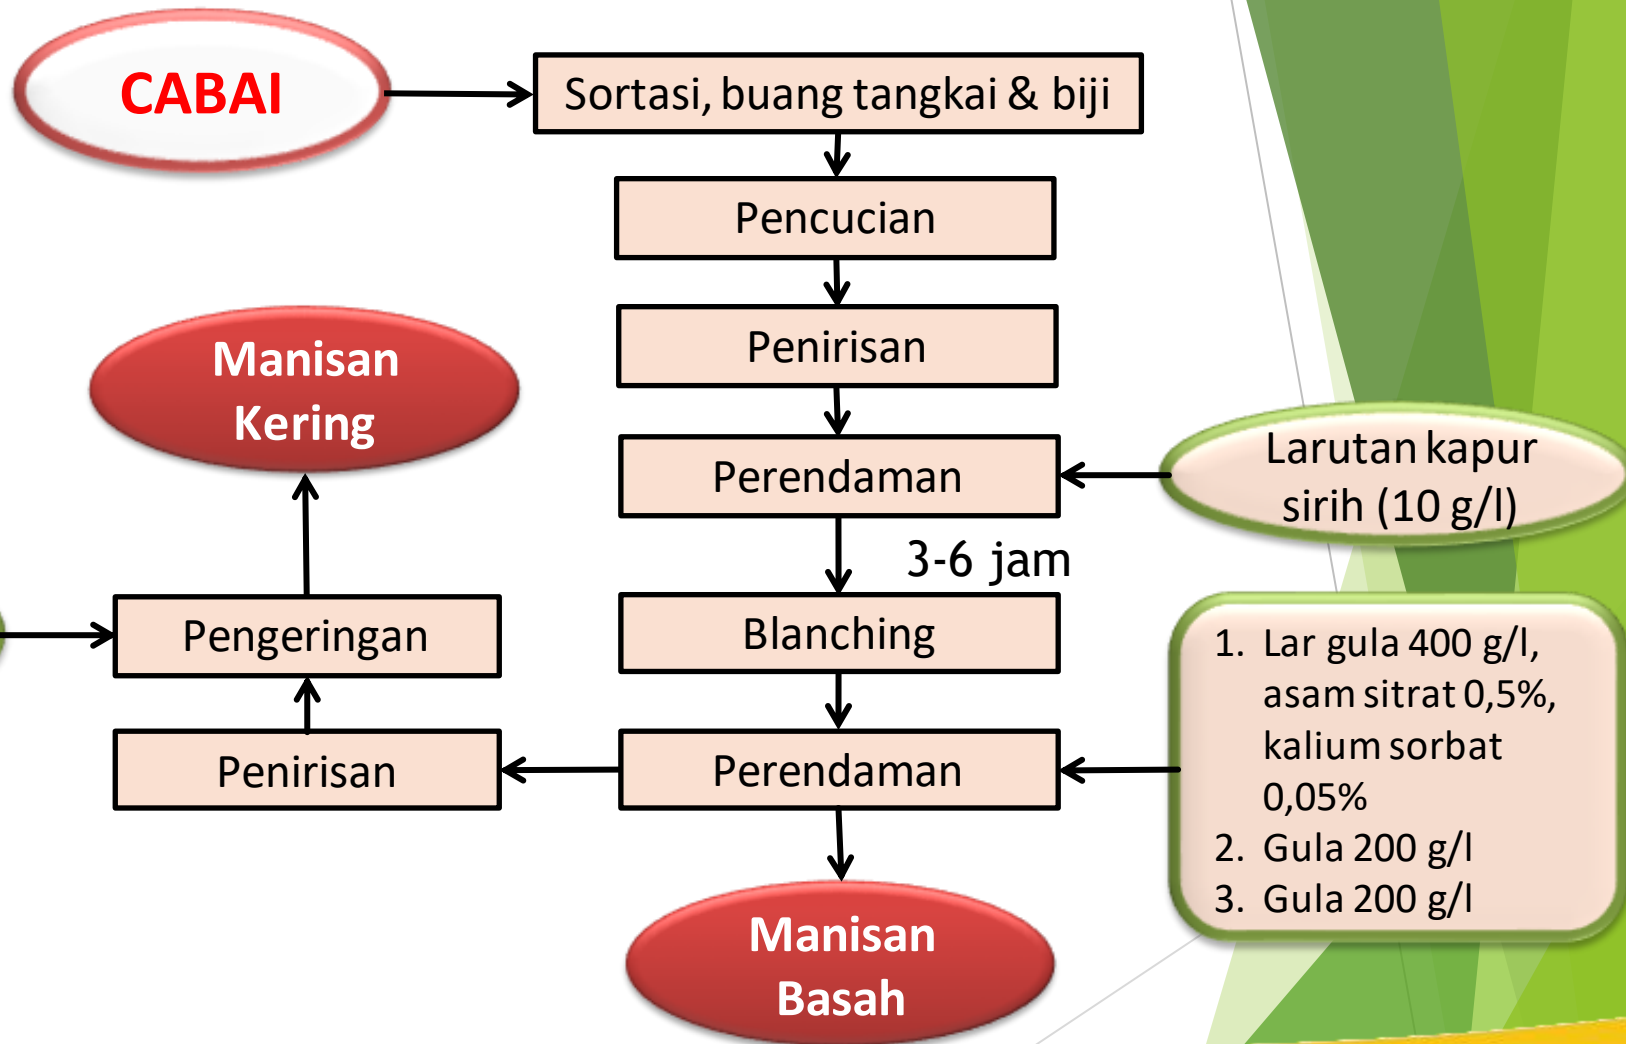 CABAI
Sortasi, buang tangkai & biji
Pencucian
Penirisan
Manisan
Kering
Perendaman
Larutan kapur
sirih (10 g/l)
3-6 jam
Blanching
Pengeringan
Penirisan
Perendaman
1. Lar gula 400 g/l,
asam sitrat 0,5%,
kalium sorbat
0,05%
2. Gula 200 g/l
3. Gula 200 g/l
Manisan
Basah